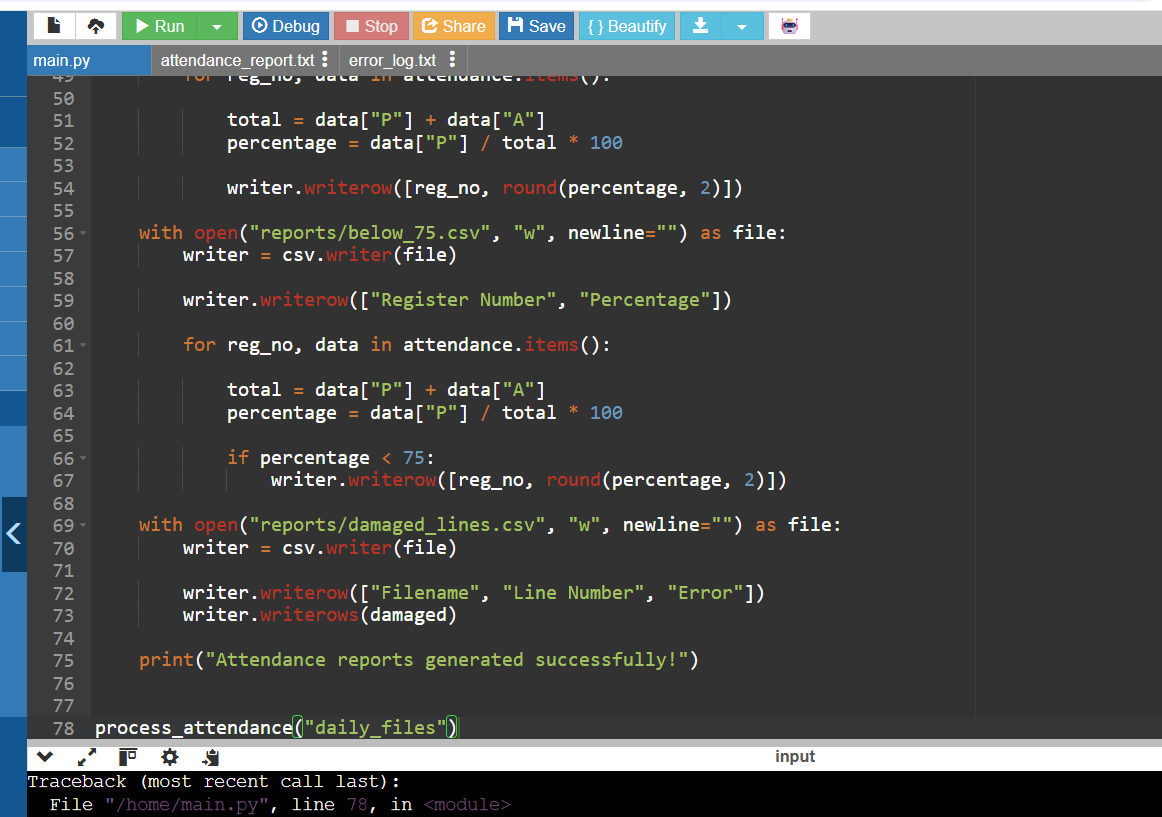 Run Debug Stop Share Save { } Beautify
main.py attendance_report.txt error_log.txt
49 for reg_no, data in attendance.items():
50
51 total = data["P"] + data["A"]
52 percentage = data["P"] / total * 100
53
54 writer.writerow([reg_no, round(percentage, 2)])
55
56 with open("reports/below_75.csv", "w", newline="") as file:
57 writer = csv.writer(file)
58
59 writer.writerow(["Register Number", "Percentage"])
60
61 for reg_no, data in attendance.items():
62
63 total = data["P"] + data["A"]
64 percentage = data["P"] / total * 100
65
66 if percentage < 75:
67 writer.writerow([reg_no, round(percentage, 2)])
68
69 with open("reports/damaged_lines.csv", "w", newline="") as file:
70 writer = csv.writer(file)
71
72 writer.writerow(["Filename", "Line Number", "Error"])
73 writer.writerows(damaged)
74
75 print("Attendance reports generated successfully!")
76
77
78 process_attendance("daily_files")
input
Traceback (most recent call last):
File "/home/main.py", line 78, in <module>